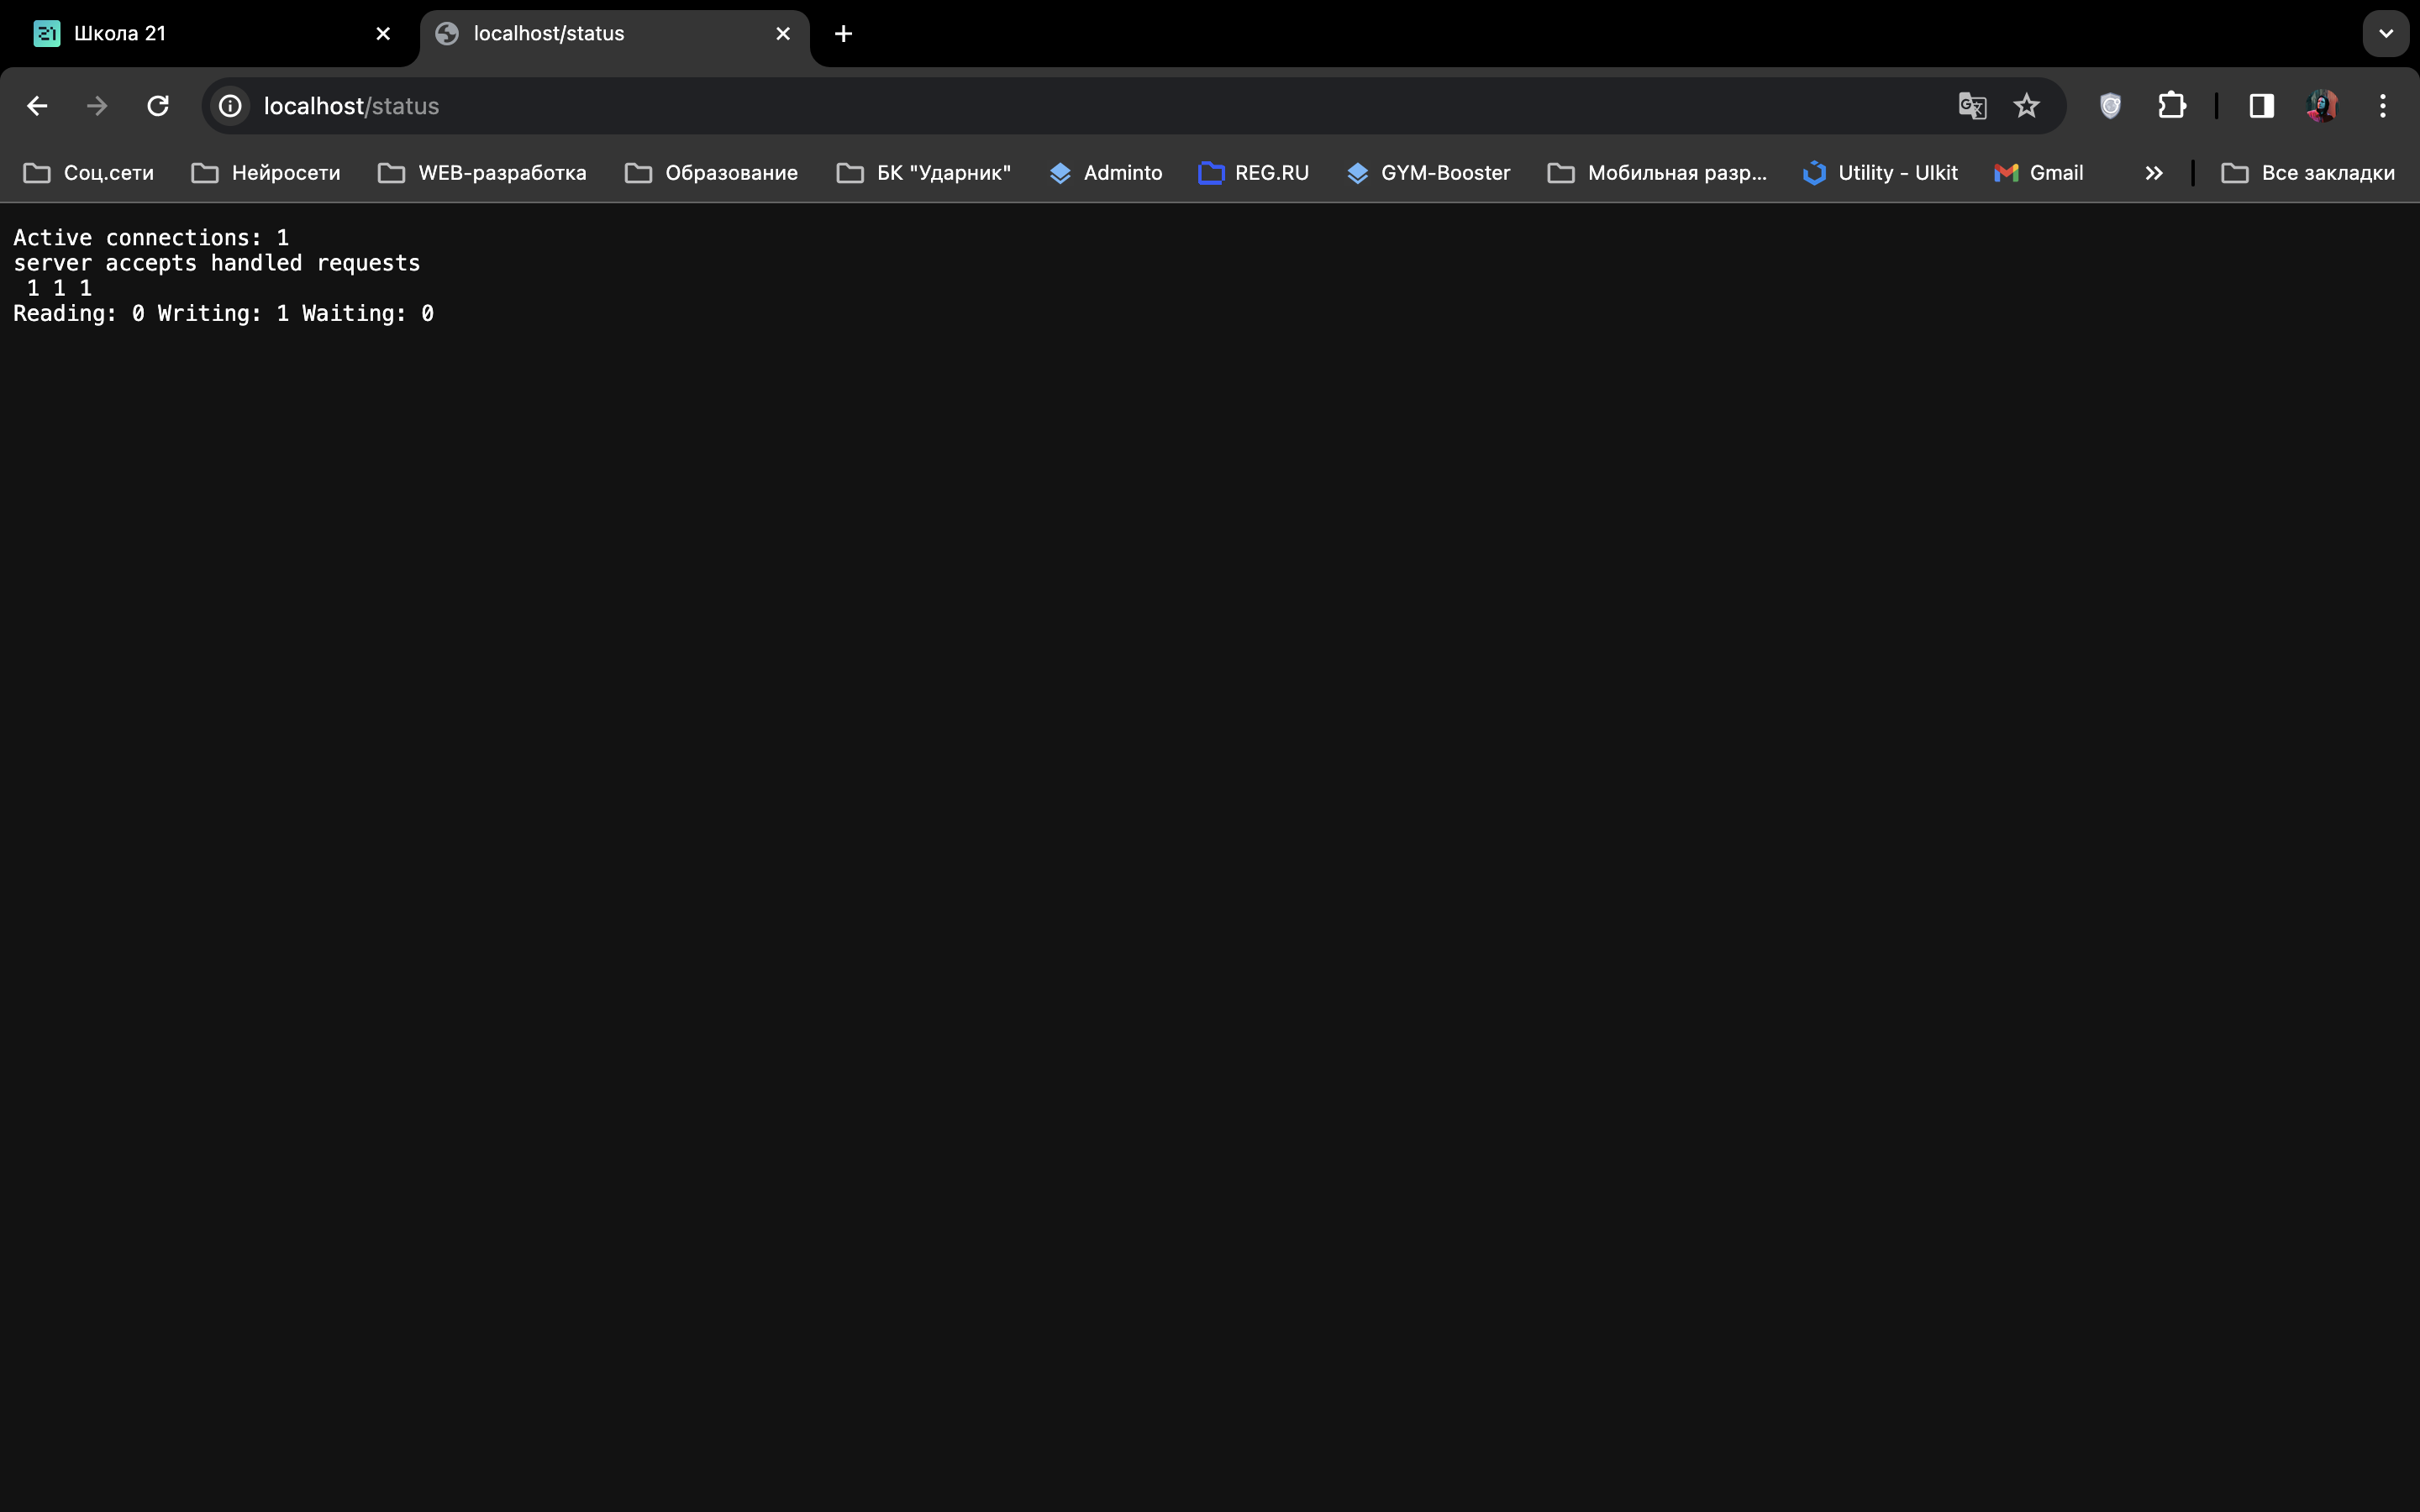 Школа 21
localhost/status
localhost/status
Соц.сети
Нейросети
WEB-разработка
Образование
БК "Ударник"
Adminto
REG.RU
GYM-Booster
Мобильная разр...
Utility - UIkit
Gmail
Все закладки
Active connections: 1
server accepts handled requests
1 1 1
Reading: 0 Writing: 1 Waiting: 0